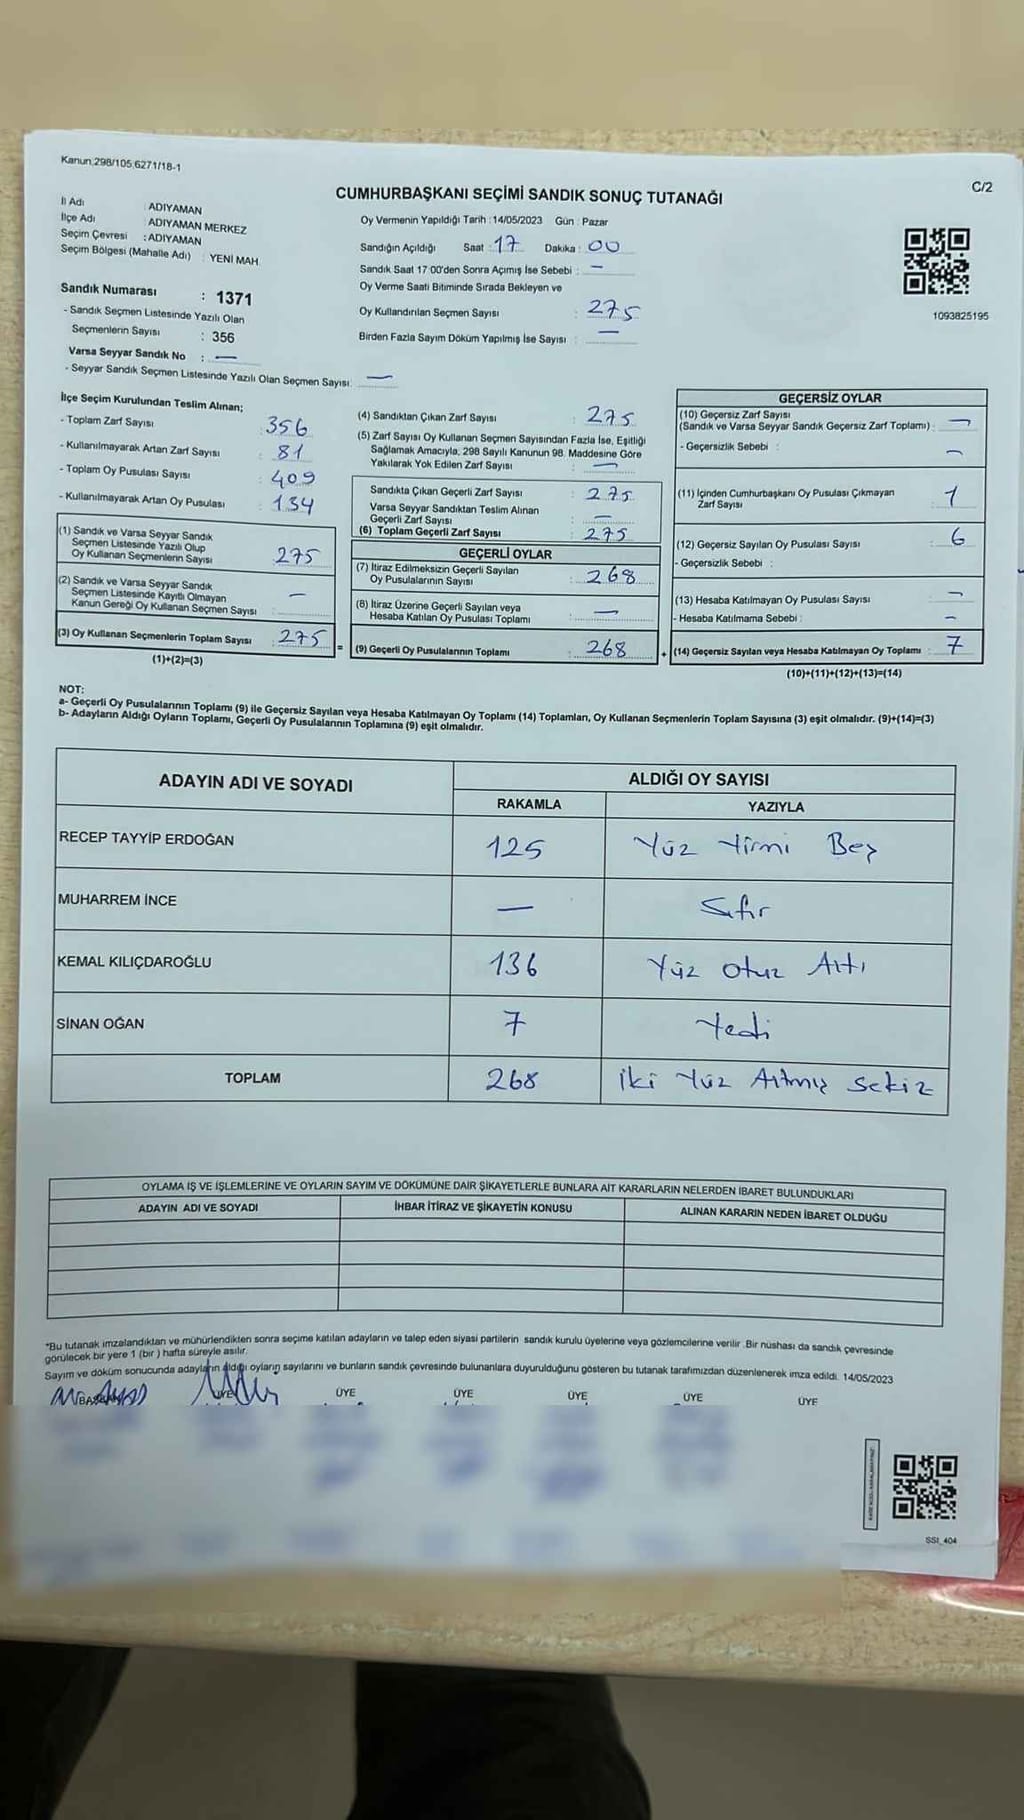 Kanun:298/105,6271/18-1
C/2
CUMHURBAŞKANI SEÇİMİ SANDIK SONUÇ TUTANAĞI
İl Adı : ADIYAMAN
İlçe Adı : ADIYAMAN MERKEZ
Seçim Çevresi : ADIYAMAN
Seçim Bölgesi (Mahalle Adı) : YENİ MAH.
Sandık Numarası : 1371
- Sandık Seçmen Listesinde Yazılı Olan
Seçmenlerin Sayısı : 356
Varsa Seyyar Sandık No : —
- Seyyar Sandık Seçmen Listesinde Yazılı Olan Seçmen Sayısı: —
Oy Vermenin Yapıldığı Tarih : 14/05/2023 Gün : Pazar
Sandığın Açıldığı Saat : 17 Dakika : 00
Sandık Saat 17:00'den Sonra Açımış İse Sebebi : —
Oy Verme Saati Bitiminde Sırada Bekleyen ve
Oy Kullandırılan Seçmen Sayısı : 275
Birden Fazla Sayım Döküm Yapılmış İse Sayısı : —
1093825195
İlçe Seçim Kurulundan Teslim Alınan;
- Toplam Zarf Sayısı : 356
- Kullanılmayarak Artan Zarf Sayısı : 81
- Toplam Oy Pusulası Sayısı : 409
- Kullanılmayarak Artan Oy Pusulası : 134
(1) Sandık ve Varsa Seyyar Sandık
Seçmen Listesinde Yazılı Olup
Oy Kullanan Seçmenlerin Sayısı : 275
(2) Sandık ve Varsa Seyyar Sandık
Seçmen Listesinde Kayıtlı Olmayan
Kanun Gereği Oy Kullanan Seçmen Sayısı : —
(3) Oy Kullanan Seçmenlerin Toplam Sayısı : 275
(1)+(2)=(3)
=
(4) Sandıktan Çıkan Zarf Sayısı : 275
(5) Zarf Sayısı Oy Kullanan Seçmen Sayısından Fazla İse, Eşitliği
Sağlamak Amacıyla, 298 Sayılı Kanunun 98. Maddesine Göre
Yakılarak Yok Edilen Zarf Sayısı : —
Sandıkta Çıkan Geçerli Zarf Sayısı : 275
Varsa Seyyar Sandıktan Teslim Alınan
Geçerli Zarf Sayısı : —
(6) Toplam Geçerli Zarf Sayısı : 275
GEÇERLİ OYLAR
(7) İtiraz Edilmeksizin Geçerli Sayılan
Oy Pusulalarının Sayısı : 268
(8) İtiraz Üzerine Geçerli Sayılan veya
Hesaba Katılan Oy Pusulası Toplamı : —
(9) Geçerli Oy Pusulalarının Toplamı : 268
+
GEÇERSİZ OYLAR
(10) Geçersiz Zarf Sayısı
(Sandık ve Varsa Seyyar Sandık Geçersiz Zarf Toplamı) : —
- Geçersizlik Sebebi : —
(11) İçinden Cumhurbaşkanı Oy Pusulası Çıkmayan
Zarf Sayısı : 1
(12) Geçersiz Sayılan Oy Pusulası Sayısı : 6
- Geçersizlik Sebebi :
(13) Hesaba Katılmayan Oy Pusulası Sayısı : —
- Hesaba Katılmama Sebebi : —
(14) Geçersiz Sayılan veya Hesaba Katılmayan Oy Toplamı : 7
(10)+(11)+(12)+(13)=(14)
NOT:
a- Geçerli Oy Pusulalarının Toplamı (9) ile Geçersiz Sayılan veya Hesaba Katılmayan Oy Toplamı (14) Toplamları, Oy Kullanan Seçmenlerin Toplam Sayısına (3) eşit olmalıdır. (9)+(14)=(3)
b- Adayların Aldığı Oyların Toplamı, Geçerli Oy Pusulalarının Toplamına (9) eşit olmalıdır.
ADAYIN ADI VE SOYADI ALDIĞI OY SAYISI
RAKAMLA YAZIYLA
RECEP TAYYİP ERDOĞAN 125 Yüz Yirmi Beş
MUHARREM İNCE — Sıfır
KEMAL KILIÇDAROĞLU 136 Yüz Otuz Altı
SİNAN OĞAN 7 Yedi
TOPLAM 268 İki Yüz Altmış Sekiz
OYLAMA İŞ VE İŞLEMLERİNE VE OYLARIN SAYIM VE DÖKÜMÜNE DAİR ŞİKAYETLERLE BUNLARA AİT KARARLARIN NELERDEN İBARET BULUNDUKLARI
ADAYIN ADI VE SOYADI İHBAR İTİRAZ VE ŞİKAYETİN KONUSU ALINAN KARARIN NEDEN İBARET OLDUĞU
*Bu tutanak imzalandıktan ve mühürlendikten sonra seçime katılan adayların ve talep eden siyasi partilerin sandık kurulu üyelerine veya gözlemcilerine verilir. Bir nüshası da sandık çevresinde
görülecek bir yere 1 (bir) hafta süreyle asılır.
Sayım ve döküm sonucunda adayların aldığı oyların sayılarını ve bunların sandık çevresinde bulunanlara duyurulduğunu gösteren bu tutanak tarafımızdan düzenlenerek imza edildi. 14/05/2023
ÜYE ÜYE ÜYE ÜYE ÜYE ÜYE
SSİ_404